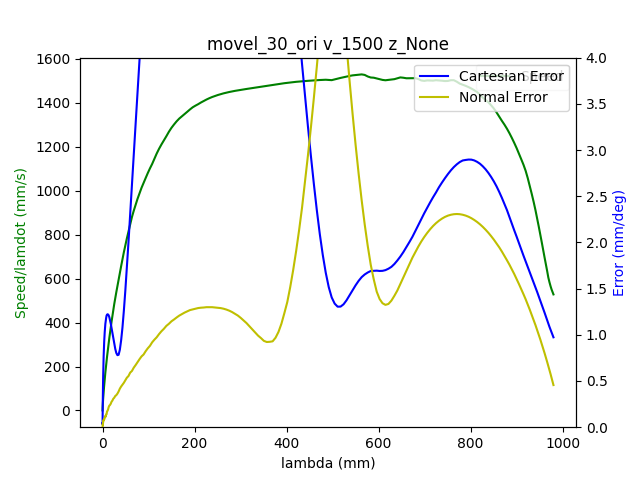 movel_30_ori v_1500 z_None
Speed/lamdot (mm/s)
1600
1400
1200
1000
800
600
400
200
0
Cartesian Error
Normal Error
4.0
3.5
3.0
2.5
2.0
1.5
1.0
0.5
0.0
Error (mm/deg)
0 200 400 600 800 1000
lambda (mm)